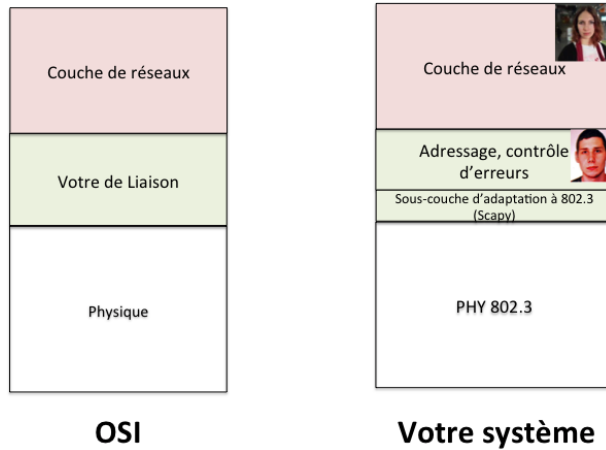 Couche de réseaux
Votre de Liaison
Physique
OSI
Couche de réseaux
Adressage, contrôle
d'erreurs
Sous-couche d'adaptation à 802.3
(Scapy)
PHY 802.3
Votre système